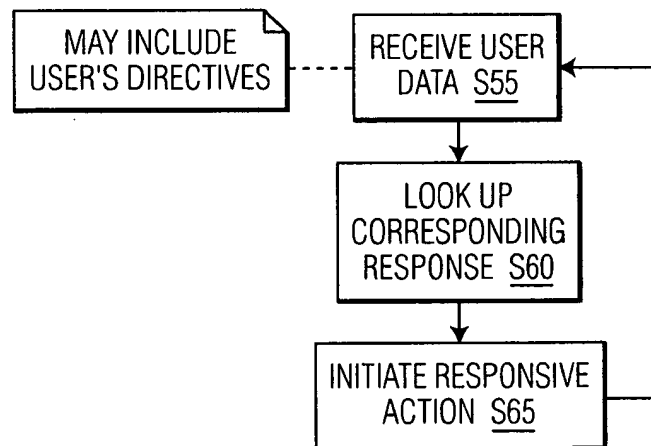 MAY INCLUDE
USER'S DIRECTIVES
RECEIVE USER
DATA S55
LOOK UP
CORRESPONDING
RESPONSE S60
INITIATE RESPONSIVE
ACTION S65